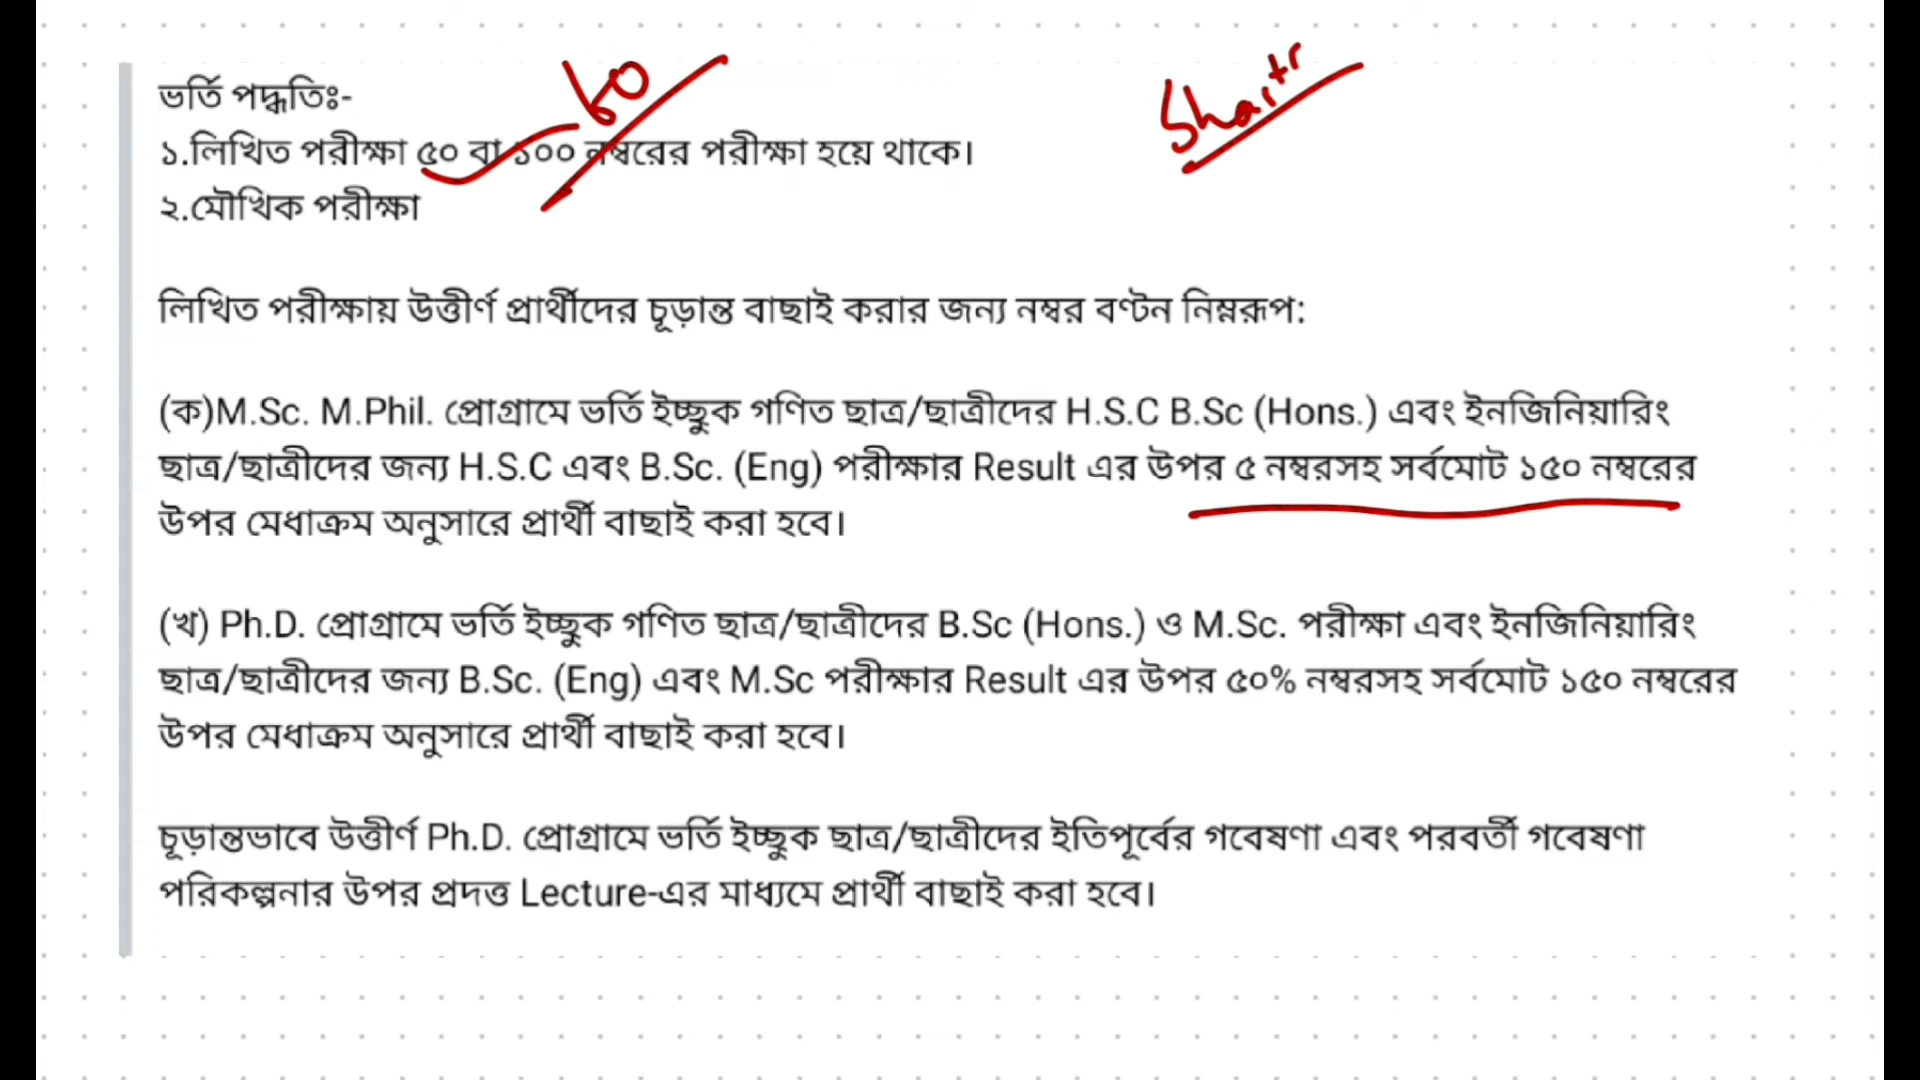 ভর্তি পদ্ধতিঃ-
১.লিখিত পরীক্ষা ৫০ বা ১০০ নম্বরের পরীক্ষা হয়ে থাকে।
২.মৌখিক পরীক্ষা
লিখিত পরীক্ষায় উত্তীর্ণ প্রার্থীদের চূড়ান্ত বাছাই করার জন্য নম্বর বণ্টন নিম্নরূপ:
(ক)M.Sc. M.Phil. প্রোগ্রামে ভর্তি ইচ্ছুক গণিত ছাত্র/ছাত্রীদের H.S.C B.Sc (Hons.) এবং ইনজিনিয়ারিং
ছাত্র/ছাত্রীদের জন্য H.S.C এবং B.Sc. (Eng) পরীক্ষার Result এর উপর ৫ নম্বরসহ সর্বমোট ১৫০ নম্বরের
উপর মেধাক্রম অনুসারে প্রার্থী বাছাই করা হবে।
(খ) Ph.D. প্রোগ্রামে ভর্তি ইচ্ছুক গণিত ছাত্র/ছাত্রীদের B.Sc (Hons.) ও M.Sc. পরীক্ষা এবং ইনজিনিয়ারিং
ছাত্র/ছাত্রীদের জন্য B.Sc. (Eng) এবং M.Sc পরীক্ষার Result এর উপর ৫০% নম্বরসহ সর্বমোট ১৫০ নম্বরের
উপর মেধাক্রম অনুসারে প্রার্থী বাছাই করা হবে।
চূড়ান্তভাবে উত্তীর্ণ Ph.D. প্রোগ্রামে ভর্তি ইচ্ছুক ছাত্র/ছাত্রীদের ইতিপূর্বের গবেষণা এবং পরবর্তী গবেষণা
পরিকল্পনার উপর প্রদত্ত Lecture-এর মাধ্যমে প্রার্থী বাছাই করা হবে।